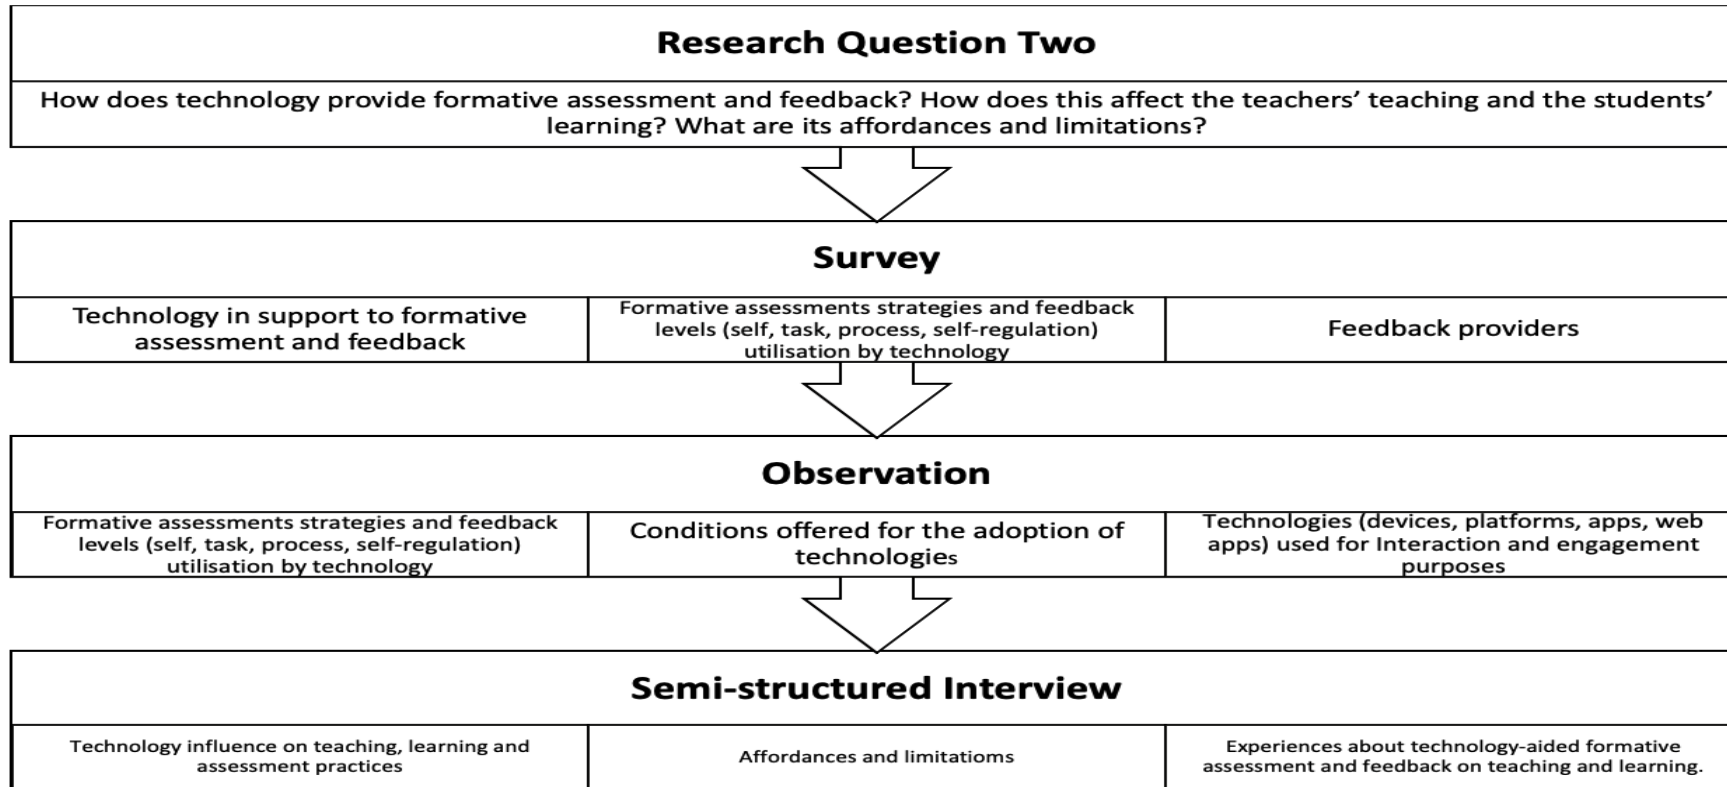 Research Question Two
How does technology provide formative assessment and feedback? How does this affect the teachers’ teaching and the students’
learning? What are its affordances and limitations?
Survey
Technology in support to formative
assessment and feedback
Formative assessments strategies and feedback
levels (self, task, process, self-regulation)
utilisation by technology
Feedback providers
Observation
Formative assessments strategies and feedback
levels (self, task, process, self-regulation)
utilisation by technology
Conditions offered for the adoption of
technologies
Technologies (devices, platforms, apps, web
apps) used for Interaction and engagement
purposes
Semi-structured Interview
Technology influence on teaching, learning and
assessment practices
Affordances and limitatioms
Experiences about technology-aided formative
assessment and feedback on teaching and learning.